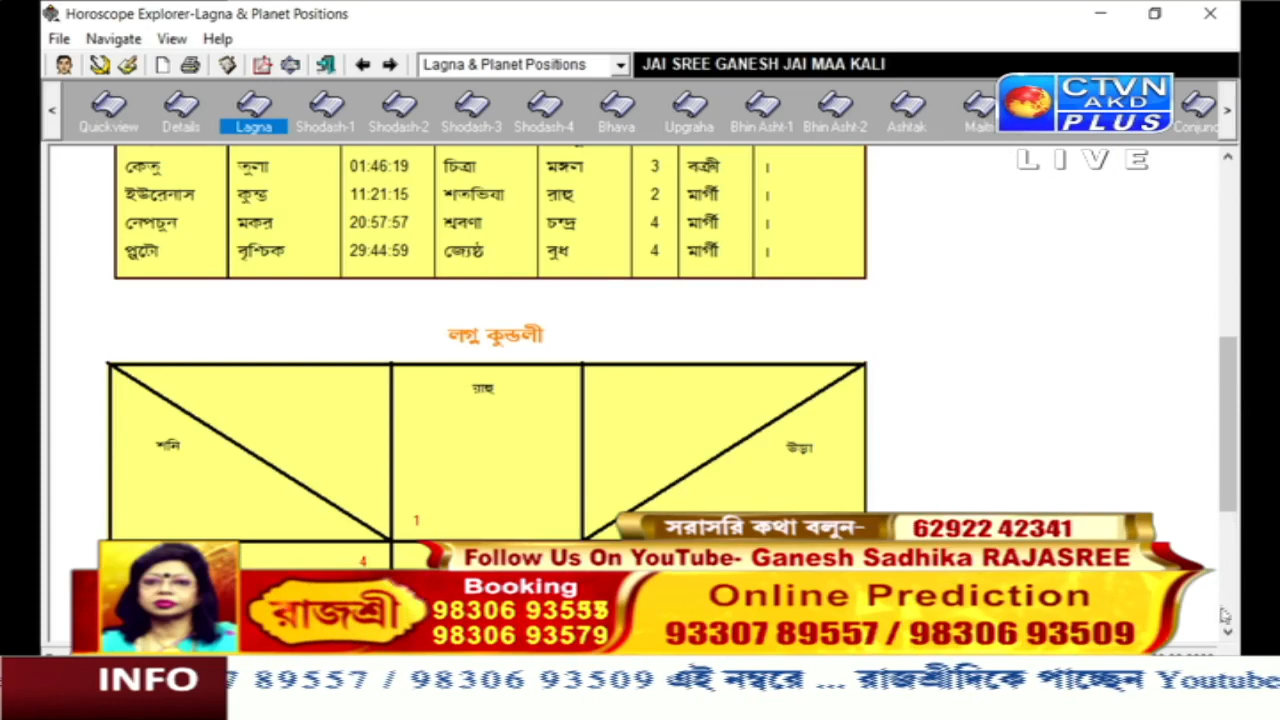 Horoscope Explorer-Lagna & Planet Positions
File Navigate View Help
Lagna & Planet Positions
JAI SREE GANESH JAI MAA KALI
< Quickview Details Lagna Shodash-1 Shodash-2 Shodash-3 Shodash-4 Bhava Upgraha Bhin Asht-1 Bhin Asht-2 Ashtak >
CTVN
AKD
PLUS
LIVE
কেতু তুলা 01:46:19 চিত্রা মঙ্গল 3 বক্রী ।
ইউরেনাস কুম্ভ 11:21:15 শতভিষা রাহু 2 মার্গী ।
নেপচুন মকর 20:57:57 শ্রবণা চন্দ্র 4 মার্গী ।
প্লুটো বৃশ্চিক 29:44:59 জ্যেষ্ঠ বুধ 4 মার্গী ।
লগ্ন কুন্ডলী
রাহু
শনি
1
4
সরাসরি কথা বলুন- 62922 42341
Follow Us On YouTube- Ganesh Sadhika RAJASREE
রাজশ্রী
Booking
98306 93579
Online Prediction
93307 89557 / 98306 93509
INFO 7 89557 / 98306 93509 এই নম্বরে ... রাজশ্রীদিকে পাচ্ছেন Youtube